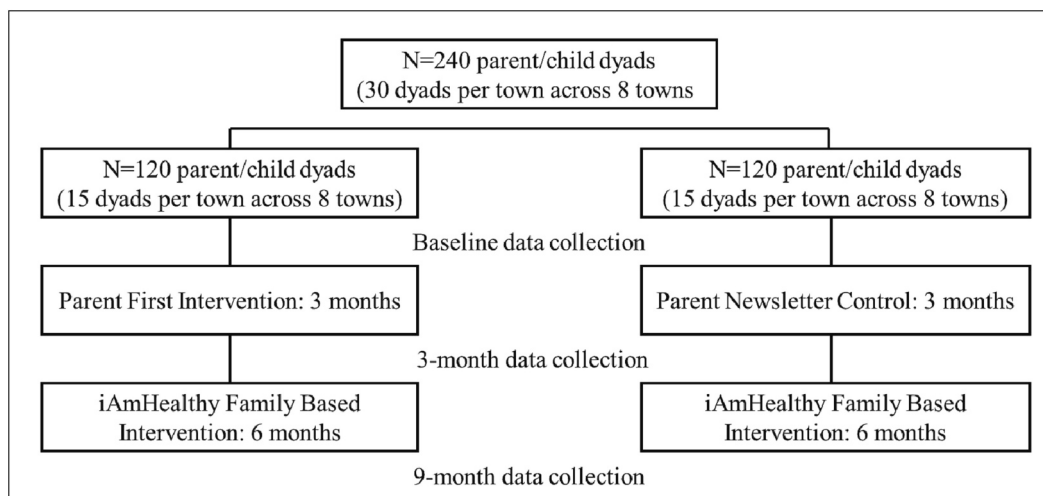 N=240 parent/child dyads
(30 dyads per town across 8 towns
N=120 parent/child dyads
(15 dyads per town across 8 towns)
N=120 parent/child dyads
(15 dyads per town across 8 towns)
Baseline data collection
Parent First Intervention: 3 months
Parent Newsletter Control: 3 months
3-month data collection
iAmHealthy Family Based
Intervention: 6 months
iAmHealthy Family Based
Intervention: 6 months
9-month data collection